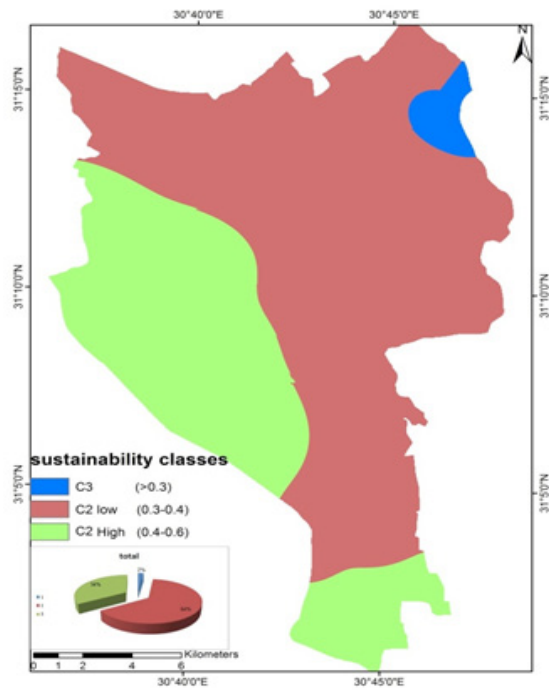 30°40'0"E 30°45'0"E
N
31°15'0"N 31°15'0"N
31°10'0"N 31°10'0"N
31°5'0"N 31°5'0"N
sustainability classes
C3 (>0.3)
C2 low (0.3-0.4)
C2 High (0.4-0.6)
total
Kilometers
0 1 2 4 6
30°40'0"E 30°45'0"E